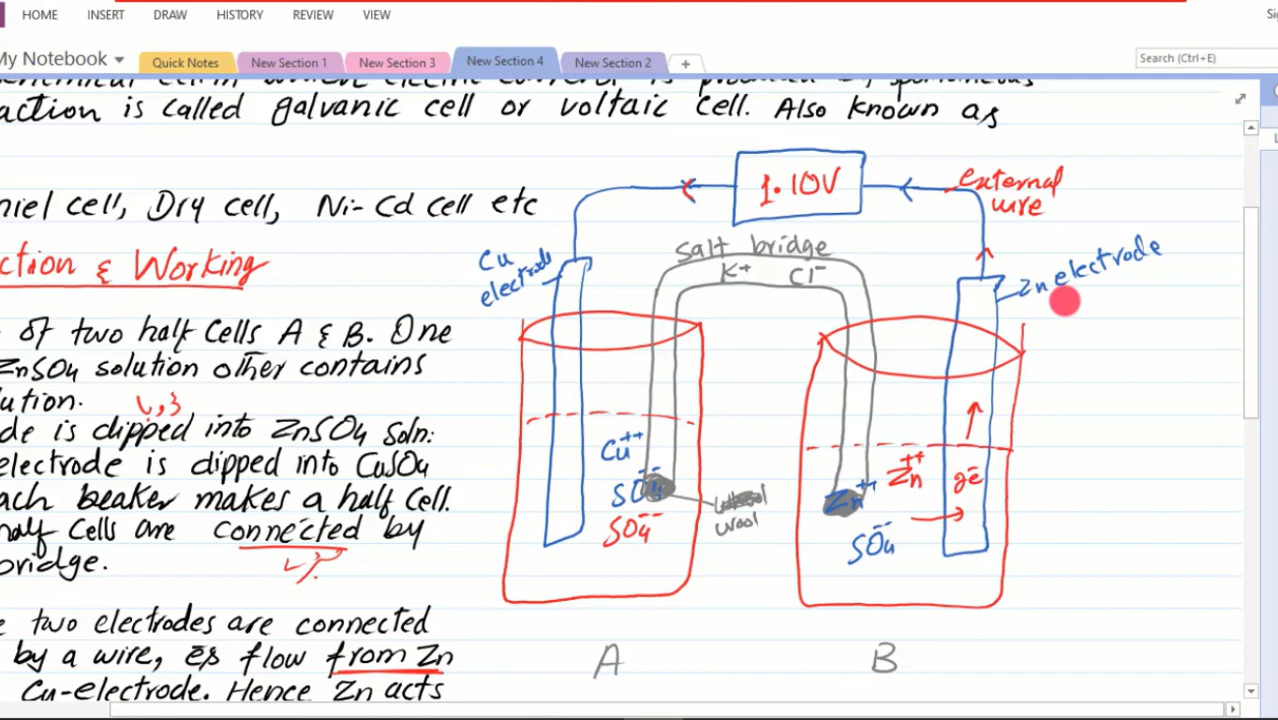 HOME INSERT DRAW HISTORY REVIEW VIEW
My Notebook Quick Notes New Section 1 New Section 3 New Section 4 New Section 2 +
Search (Ctrl+E)
electric current is
action is called galvanic cell or voltaic cell. Also known as
niel cell, Dry cell, Ni-Cd cell etc
ction & Working
of two half Cells A & B. One
ZnSO4 solution other contains
lution.
de is dipped into ZnSO4 Soln:
electrode is dipped into CuSO4
ach beaker makes a half Cell.
half Cells are connected by
bridge.
e two electrodes are connected
by a wire, es flow from Zn
Cu-electrode. Hence Zn acts
1.10V
external
wire
Salt bridge
K+ Cl-
Cu
electrode
Zn electrode
Cu++
SO4--
SO4--
wool
Zn++
Zn++
SO4--
A
B